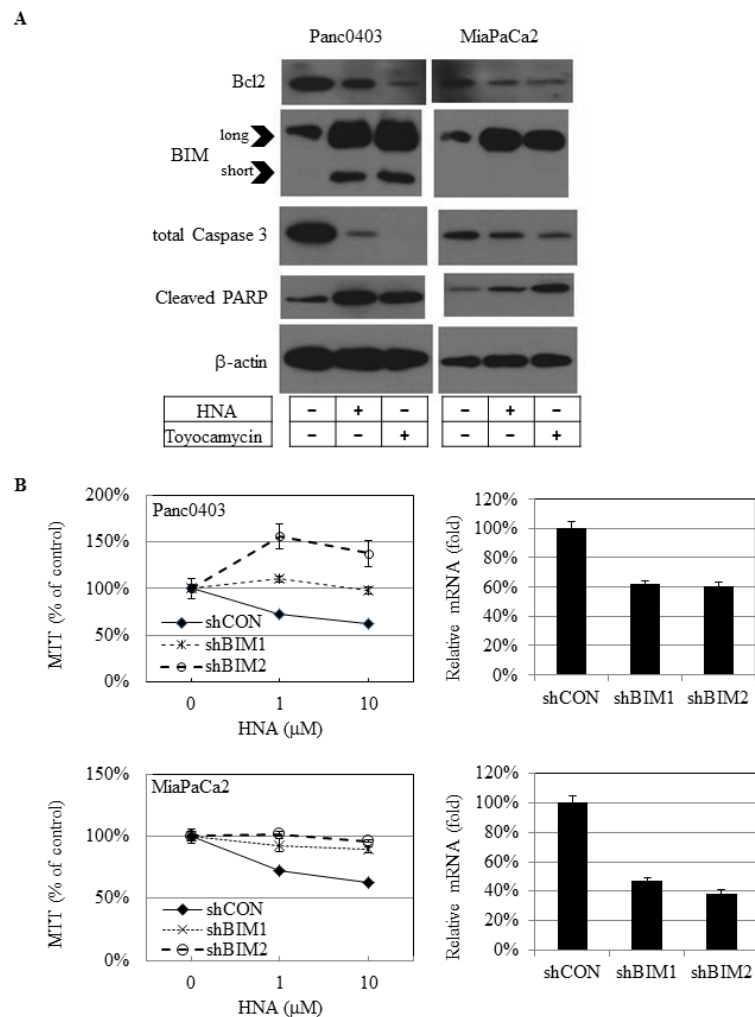 A
Panc0403 MiaPaCa2
Bcl2
long
BIM
short
total Caspase 3
Cleaved PARP
β-actin
HNA – + – – + –
Toyocamycin – – + – – +
B
200%
150%
100%
50%
0%
MTT (% of control)
Panc0403
shCON
shBIM1
shBIM2
0 1 10
HNA (μM)
120%
100%
80%
60%
40%
20%
0%
Relative mRNA (fold)
shCON shBIM1 shBIM2
150%
100%
50%
0%
MTT (% of control)
MiaPaCa2
shCON
shBIM1
shBIM2
0 1 10
HNA (μM)
120%
100%
80%
60%
40%
20%
0%
Relative mRNA (fold)
shCON shBIM1 shBIM2